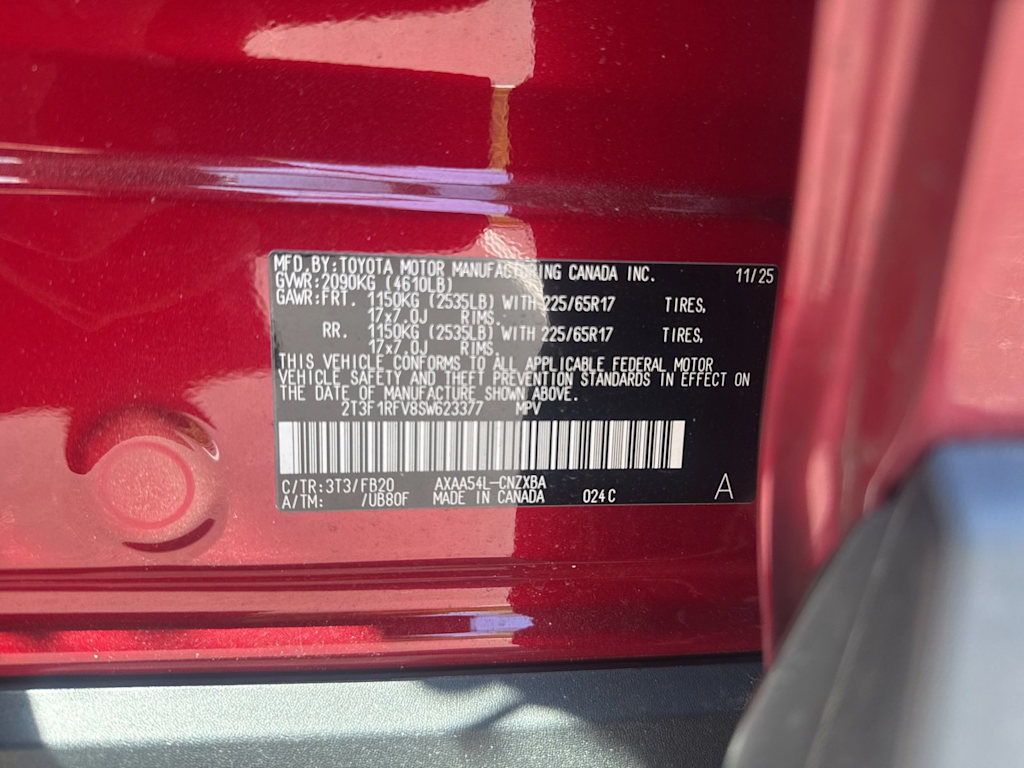 MFD.BY:TOYOTA MOTOR MANUFACTURING CANADA INC. 11/25
GVWR:2090KG (4610LB)
GAWR:FRT. 1150KG (2535LB) WITH 225/65R17 TIRES,
17x7.0J RIMS.
RR. 1150KG (2535LB) WITH 225/65R17 TIRES,
17x7.0J RIMS.
THIS VEHICLE CONFORMS TO ALL APPLICABLE FEDERAL MOTOR
VEHICLE SAFETY AND THEFT PREVENTION STANDARDS IN EFFECT ON
THE DATE OF MANUFACTURE SHOWN ABOVE.
2T3F1RFV8SW623377 MPV
C/TR:3T3/FB20 AXAA54L-CNZXBA
A/TM: /UB80F MADE IN CANADA 024C A